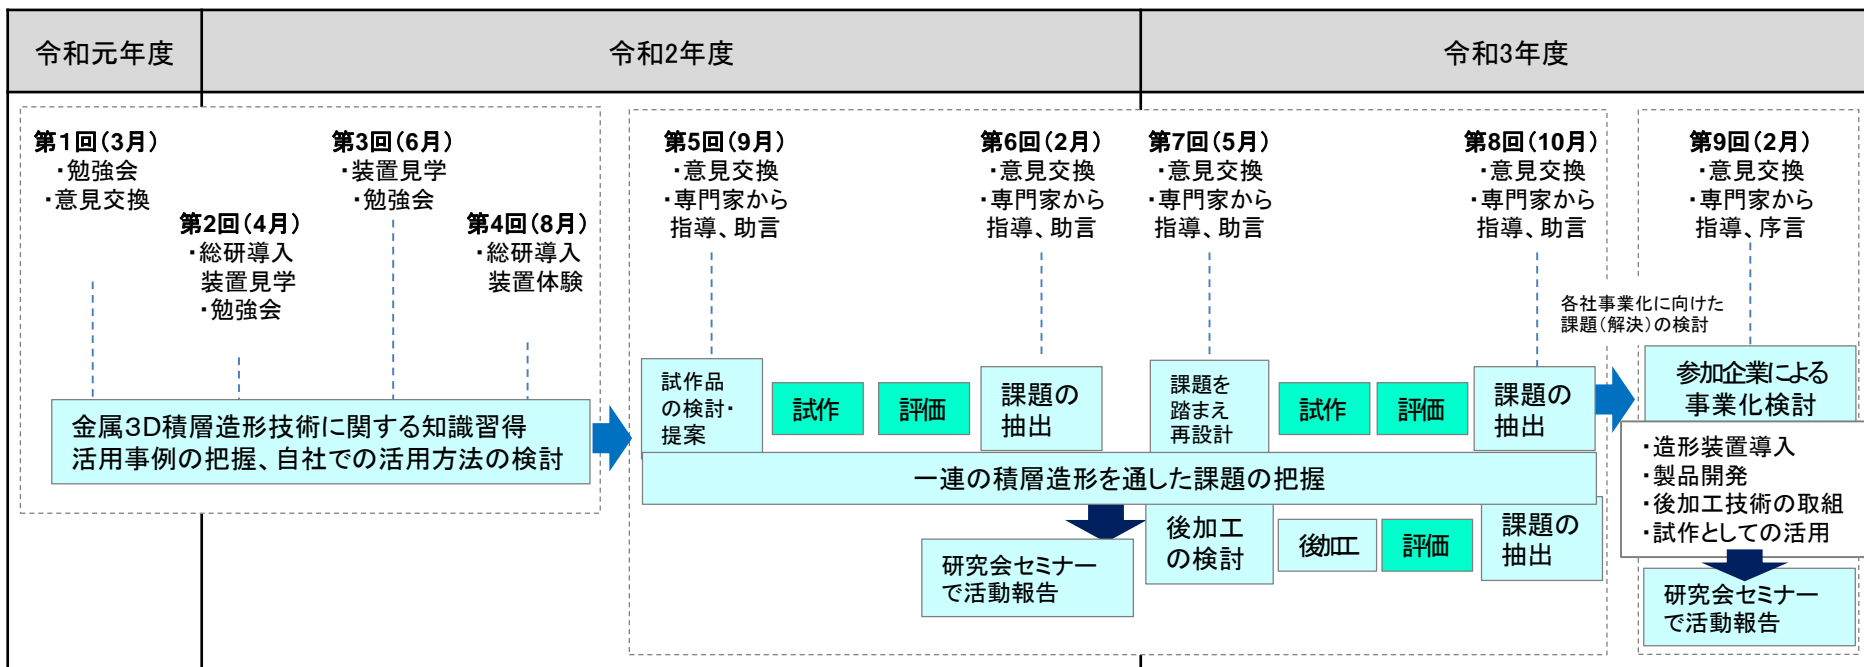 令和元年度
令和2年度
令和3年度
第1回(3月)
・勉強会
・意見交換
第2回(4月)
・総研導入
装置見学
・勉強会
第3回(6月)
・装置見学
・勉強会
第4回(8月)
・総研導入
装置体験
金属3D積層造形技術に関する知識習得
活用事例の把握、自社での活用方法の検討
第5回(9月)
・意見交換
・専門家から
指導、助言
第6回(2月)
・意見交換
・専門家から
指導、助言
第7回(5月)
・意見交換
・専門家から
指導、助言
第8回(10月)
・意見交換
・専門家から
指導、助言
試作品
の検討・
提案
試作
評価
課題の
抽出
課題を
踏まえ
再設計
試作
評価
課題の
抽出
一連の積層造形を通した課題の把握
研究会セミナー
で活動報告
後加工
の検討
後加工
評価
課題の
抽出
各社事業化に向けた
課題(解決)の検討
第9回(2月)
・意見交換
・専門家から
指導、序言
参加企業による
事業化検討
・造形装置導入
・製品開発
・後加工技術の取組
・試作としての活用
研究会セミナー
で活動報告